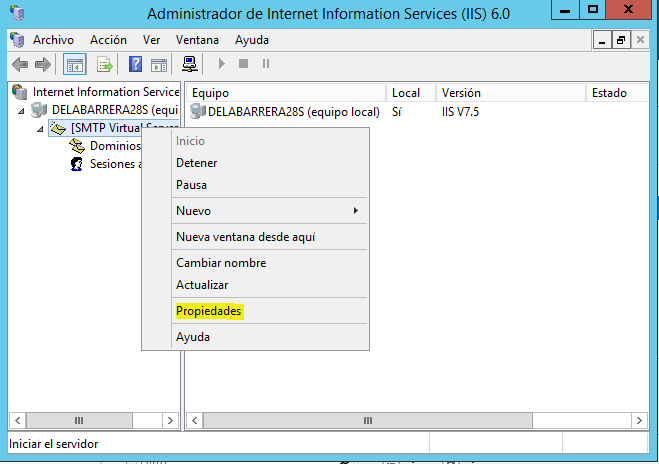 Administrador de Internet Information Services (IIS) 6.0
Archivo Acción Ver Ventana Ayuda
Internet Information Service
DELABARRERA28S (equi
[SMTP Virtual Server
Dominios
Sesiones a
Equipo Local Versión Estado
DELABARRERA28S (equipo local) Sí IIS V7.5
Inicio
Detener
Pausa
Nuevo
Nueva ventana desde aquí
Cambiar nombre
Actualizar
Propiedades
Ayuda
Iniciar el servidor